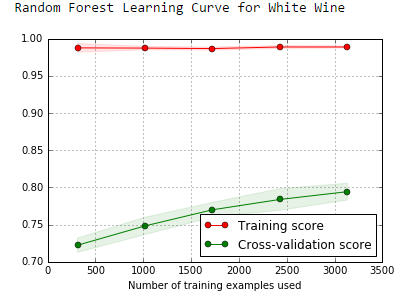 Random Forest Learning Curve for White Wine
1.00
0.95
0.90
0.85
0.80
0.75
0.70
Training score
Cross-validation score
0 500 1000 1500 2000 2500 3000 3500
Number of training examples used